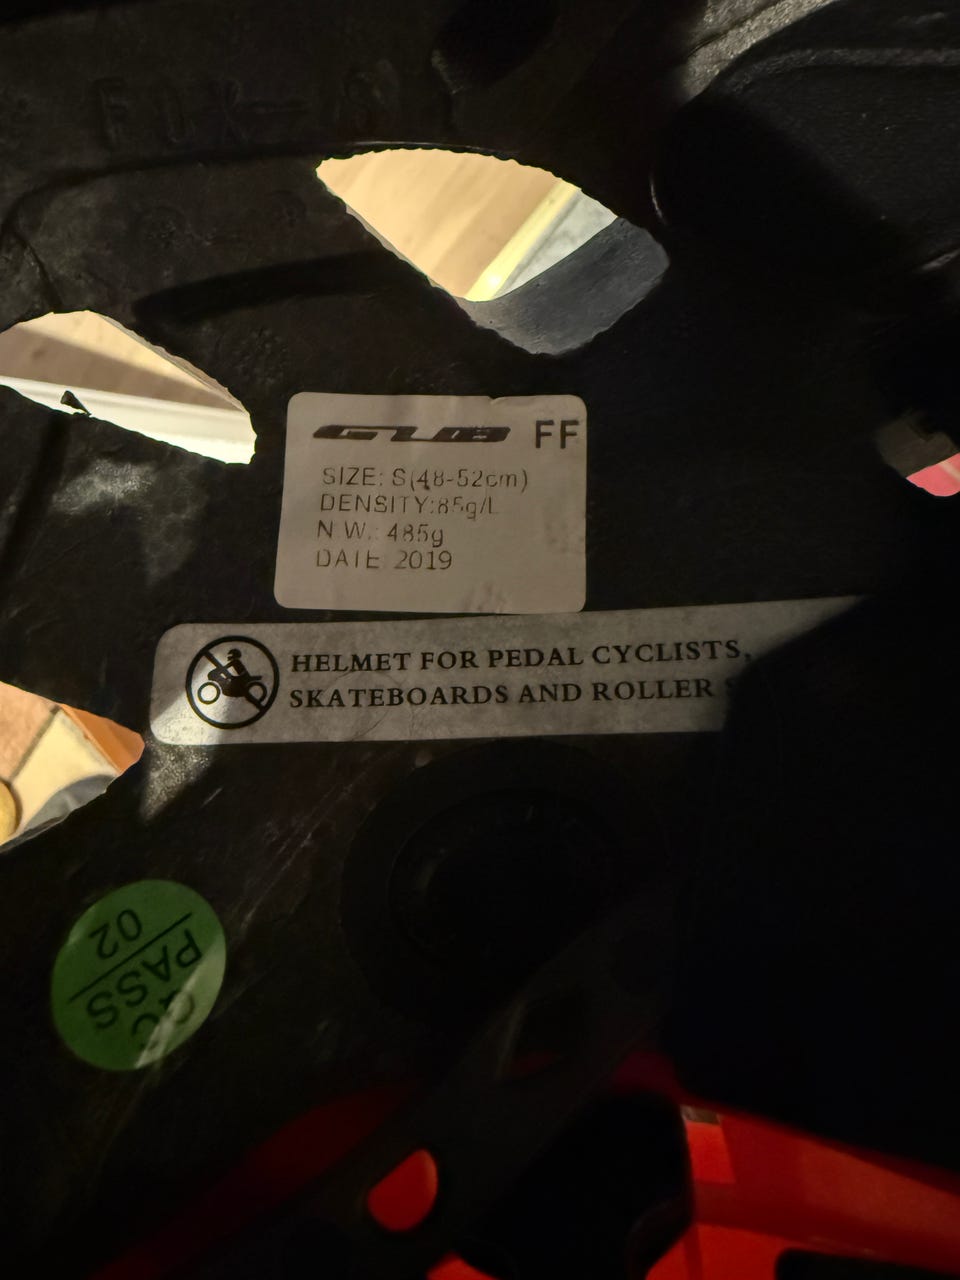 FOX-
GUB FF
SIZE: S(48-52cm)
DENSITY:85g/L
N.W.: 485g
DATE 2019
HELMET FOR PEDAL CYCLISTS,
SKATEBOARDS AND ROLLER
QC
PASS
02